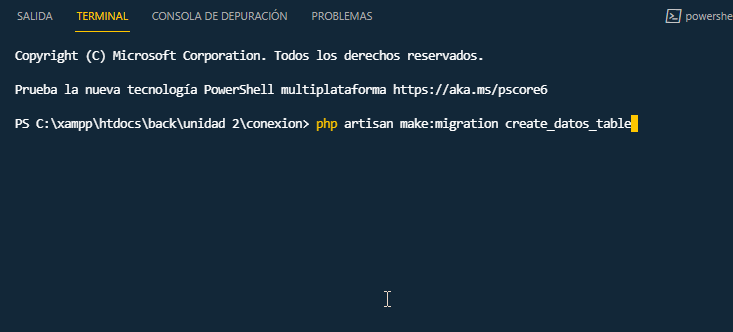 SALIDA TERMINAL CONSOLA DE DEPURACIÓN PROBLEMAS powershe
Copyright (C) Microsoft Corporation. Todos los derechos reservados.
Prueba la nueva tecnología PowerShell multiplataforma https://aka.ms/pscore6
PS C:\xampp\htdocs\back\unidad 2\conexion> php artisan make:migration create_datos_table